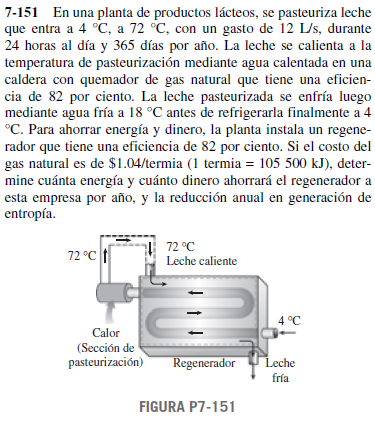 7-151 En una planta de productos lácteos, se pasteuriza leche
que entra a 4 °C, a 72 °C, con un gasto de 12 L/s, durante
24 horas al día y 365 días por año. La leche se calienta a la
temperatura de pasteurización mediante agua calentada en una
caldera con quemador de gas natural que tiene una eficien-
cia de 82 por ciento. La leche pasteurizada se enfría luego
mediante agua fría a 18 °C antes de refrigerarla finalmente a 4
°C. Para ahorrar energía y dinero, la planta instala un regene-
rador que tiene una eficiencia de 82 por ciento. Si el costo del
gas natural es de $1.04/termia (1 termia = 105 500 kJ), deter-
mine cuánta energía y cuánto dinero ahorrará el regenerador a
esta empresa por año, y la reducción anual en generación de
entropía.
72 °C
72 °C
Leche caliente
4 °C
Calor
(Sección de
pasteurización)
Regenerador
Leche
fría
FIGURA P7-151